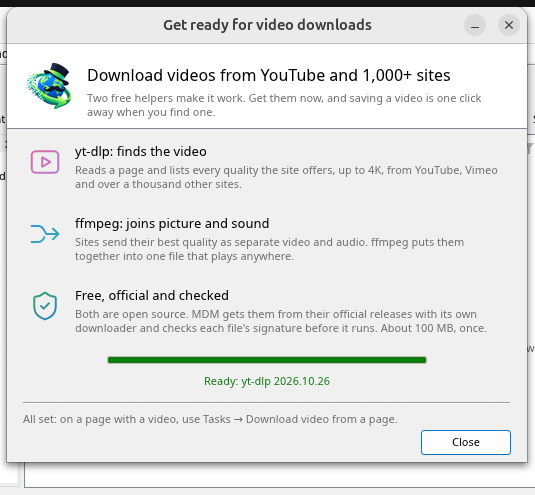 Get ready for video downloads
Download videos from YouTube and 1,000+ sites
Two free helpers make it work. Get them now, and saving a video is one click
away when you find one.
yt-dlp: finds the video
Reads a page and lists every quality the site offers, up to 4K, from YouTube, Vimeo
and over a thousand other sites.
ffmpeg: joins picture and sound
Sites send their best quality as separate video and audio. ffmpeg puts them
together into one file that plays anywhere.
Free, official and checked
Both are open source. MDM gets them from their official releases with its own
downloader and checks each file's signature before it runs. About 100 MB, once.
Ready: yt-dlp 2026.10.26
All set: on a page with a video, use Tasks → Download video from a page.
Close